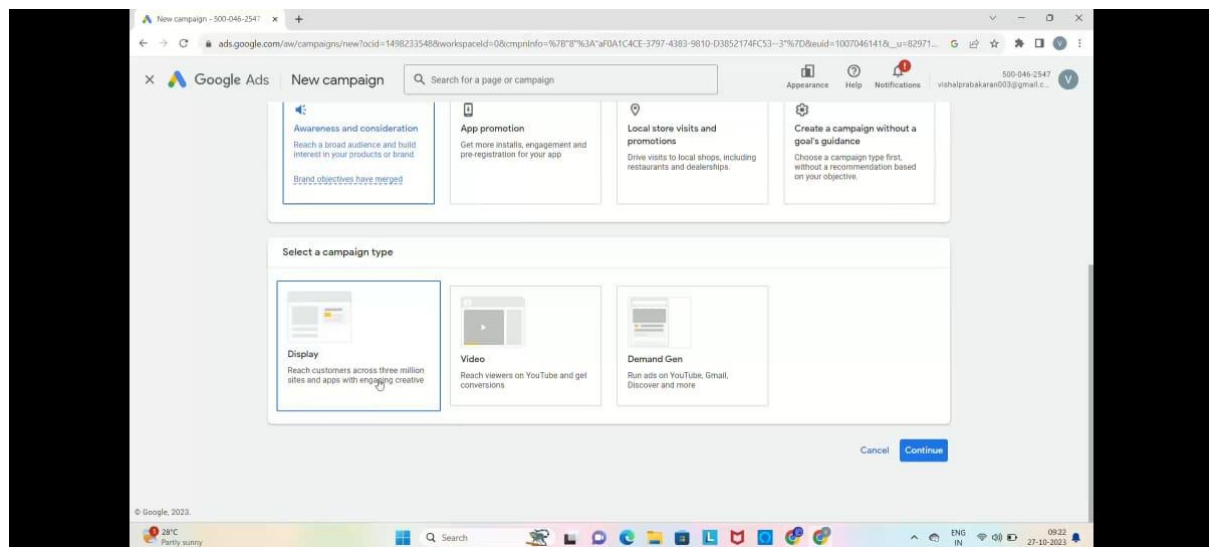 New campaign - 500-046-2547
ads.google.com/aw/campaigns/new?ocid=1498233548&workspaceId=0&cmpnInfo=%7B"8"%3A"aF0A1C4CE-3797-4383-9810-D3852174FC53--3"%7D&euid=1007046141&__u=82971...
Google Ads
New campaign
Search for a page or campaign
Appearance
Help
Notifications
500-046-2547
vishalprabakaran003@gmail.c...
V
Awareness and consideration
Reach a broad audience and build
interest in your products or brand
Brand objectives have merged
App promotion
Get more installs, engagement and
pre-registration for your app
Local store visits and
promotions
Drive visits to local shops, including
restaurants and dealerships.
Create a campaign without a
goal's guidance
Choose a campaign type first,
without a recommendation based
on your objective.
Select a campaign type
Display
Reach customers across three million
sites and apps with engaging creative
Video
Reach viewers on YouTube and get
conversions
Demand Gen
Run ads on YouTube, Gmail,
Discover and more
Cancel
Continue
© Google, 2023.
28°C
Partly sunny
Search
ENG
IN
09:22
27-10-2023